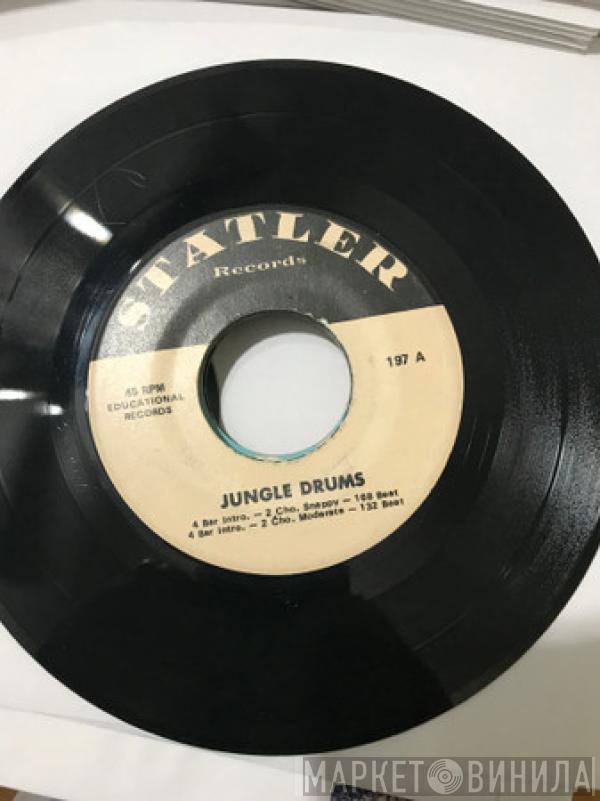 STATLER
Records
197 A
45 RPM
EDUCATIONAL
RECORDS
JUNGLE DRUMS
4 Bar Intro. — 2 Cho. Snappy — 168 Beat
4 Bar Intro. — 2 Cho. Moderate — 132 Beat
МАРКЕТ ВИНИЛА